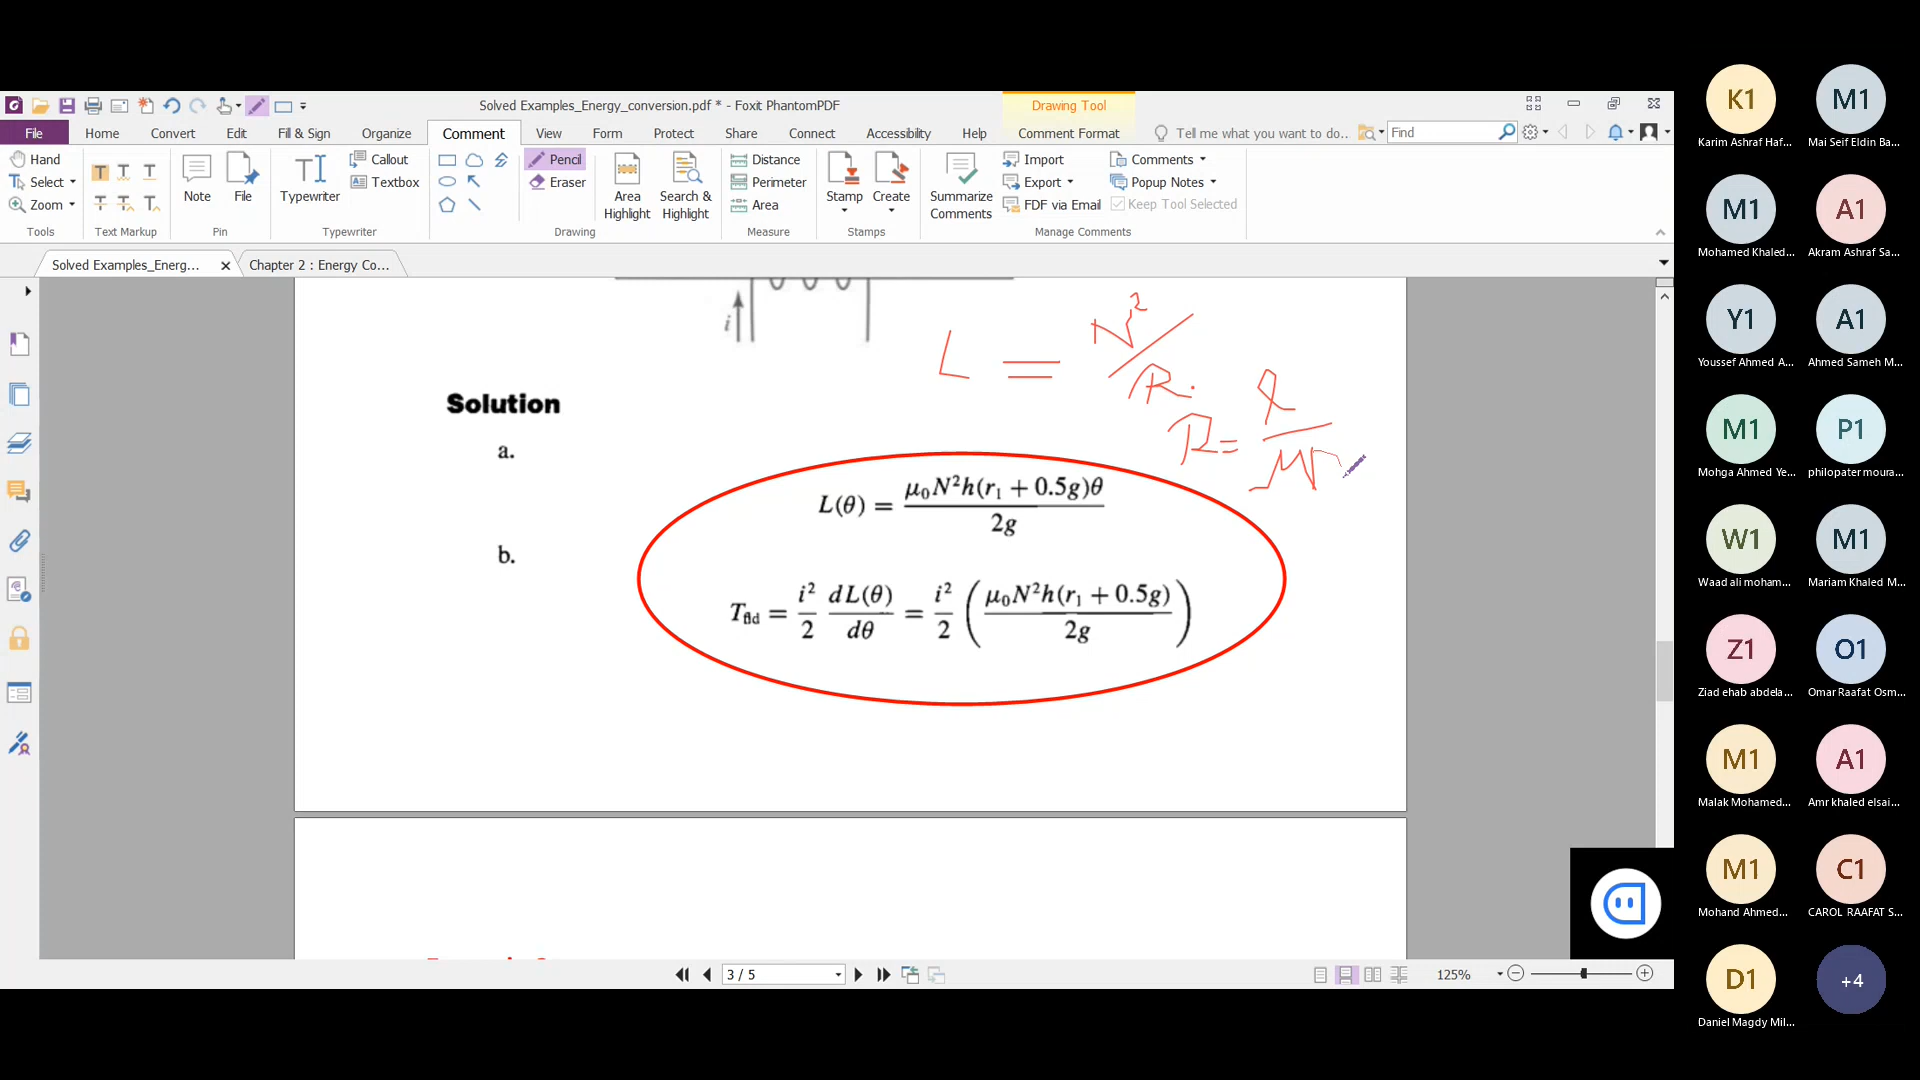 Solved Examples_Energy_conversion.pdf * - Foxit PhantomPDF
Drawing Tool
File Home Convert Edit Fill & Sign Organize Comment View Form Protect Share Connect Accessibility Help Comment Format Tell me what you want to do.. Find
Hand
Select
Zoom
Tools
Text Markup
Note
File
Pin
Typewriter
Callout
Textbox
Typewriter
Pencil
Eraser
Area Highlight
Search & Highlight
Drawing
Distance
Perimeter
Area
Measure
Stamp
Create
Stamps
Summarize Comments
Import
Export
FDF via Email
Comments
Popup Notes
Keep Tool Selected
Manage Comments
Solved Examples_Energ...
Chapter 2 : Energy Co...
i
L = N²/R.
R = l/μ
Solution
a.
L(θ) = μ₀N²h(r₁ + 0.5g)θ / 2g
b.
T_fld = i²/2 dL(θ)/dθ = i²/2 (μ₀N²h(r₁ + 0.5g) / 2g)
3 / 5
125%
K1
Karim Ashraf Haf...
M1
Mai Seif Eldin Ba...
M1
Mohamed Khaled...
A1
Akram Ashraf Sa...
Y1
Youssef Ahmed A...
A1
Ahmed Sameh M...
M1
Mohga Ahmed Ye...
P1
philopater moura...
W1
Waad ali moham...
M1
Mariam Khaled M...
Z1
Ziad ehab abdela...
O1
Omar Raafat Osm...
M1
Malak Mohamed...
A1
Amr khaled elsai...
M1
Mohand Ahmed...
C1
CAROL RAAFAT S...
D1
Daniel Magdy Mil...
+4